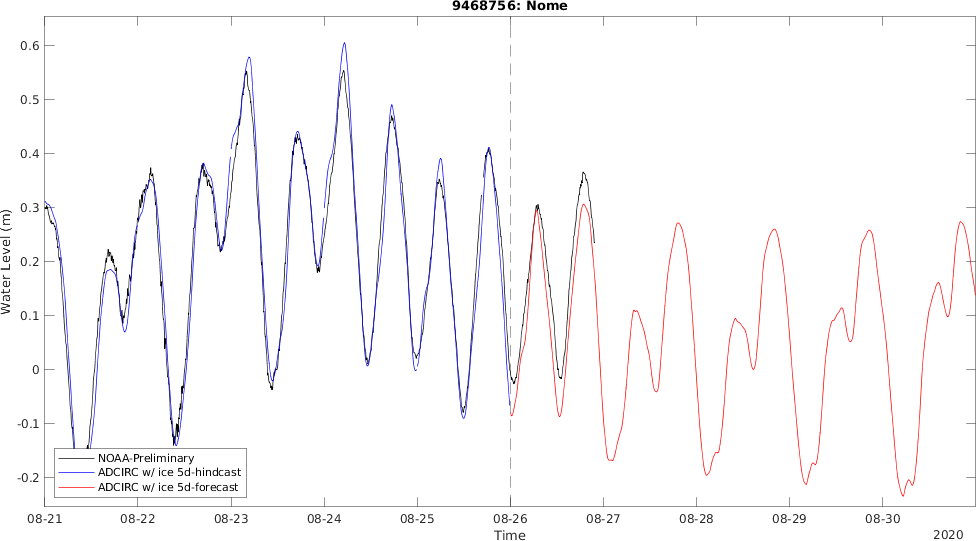 9468756: Nome
Water Level (m)
0.6
0.5
0.4
0.3
0.2
0.1
0
-0.1
-0.2
NOAA-Preliminary
ADCIRC w/ ice 5d-hindcast
ADCIRC w/ ice 5d-forecast
08-21 08-22 08-23 08-24 08-25 08-26 08-27 08-28 08-29 08-30
Time
2020